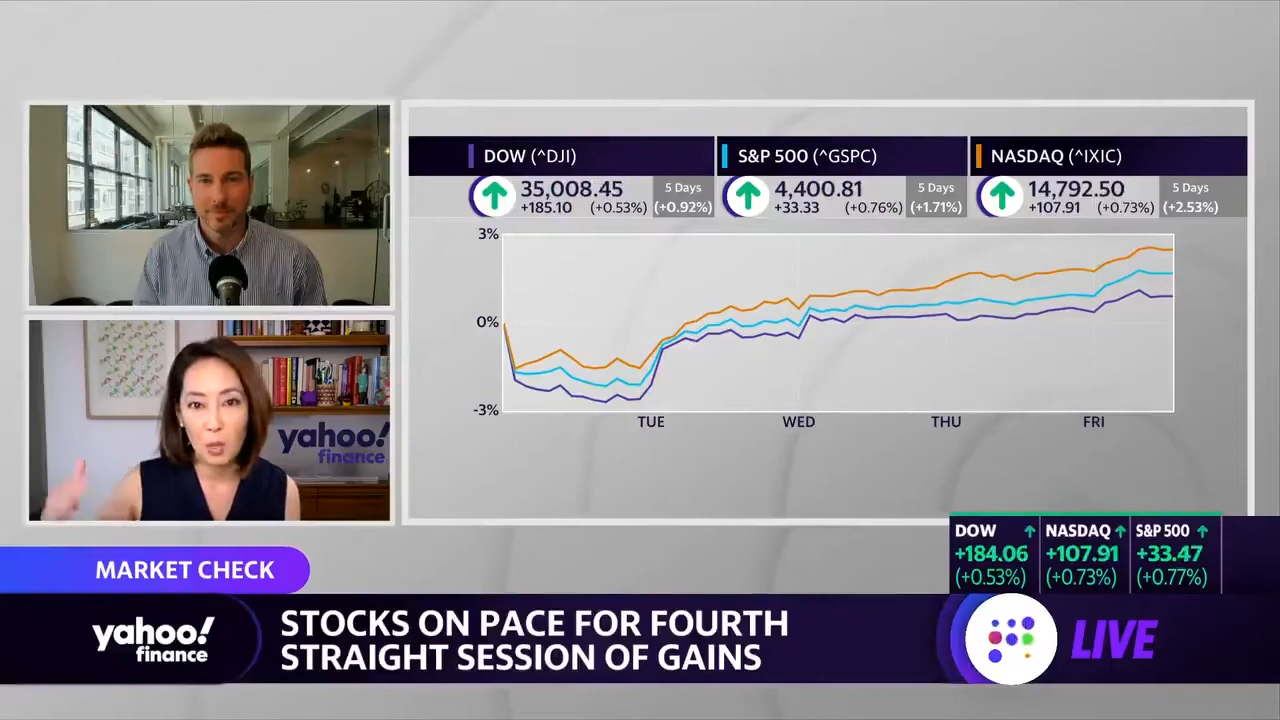 DOW (^DJI)
35,008.45
+185.10 (+0.53%)
5 Days
(+0.92%)
S&P 500 (^GSPC)
4,400.81
+33.33 (+0.76%)
5 Days
(+1.71%)
NASDAQ (^IXIC)
14,792.50
+107.91 (+0.73%)
5 Days
(+2.53%)
3%
0%
-3%
TUE WED THU FRI
yahoo!
finance
DOW
+184.06
(+0.53%)
NASDAQ
+107.91
(+0.73%)
S&P 500
+33.47
(+0.77%)
MARKET CHECK
yahoo!
finance
STOCKS ON PACE FOR FOURTH
STRAIGHT SESSION OF GAINS
LIVE